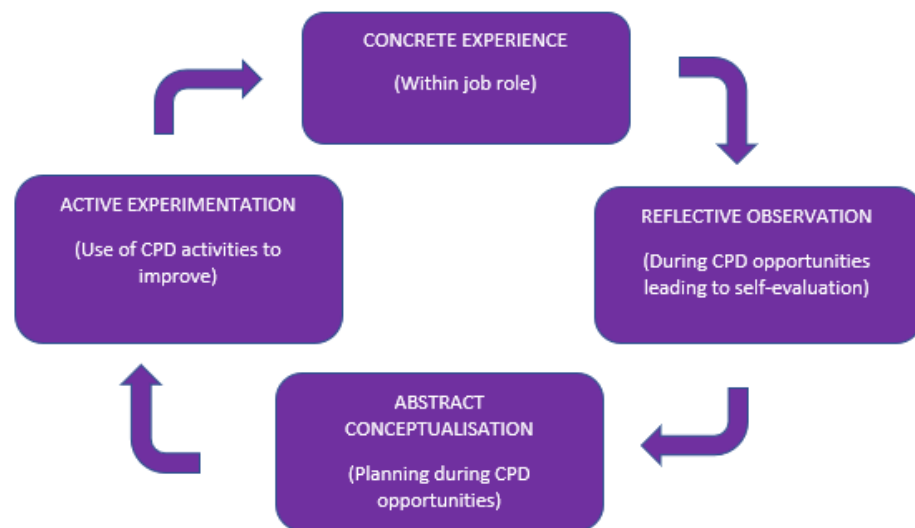 CONCRETE EXPERIENCE
(Within job role)
REFLECTIVE OBSERVATION
(During CPD opportunities
leading to self-evaluation)
ABSTRACT
CONCEPTUALISATION
(Planning during CPD
opportunities)
ACTIVE EXPERIMENTATION
(Use of CPD activities to
improve)